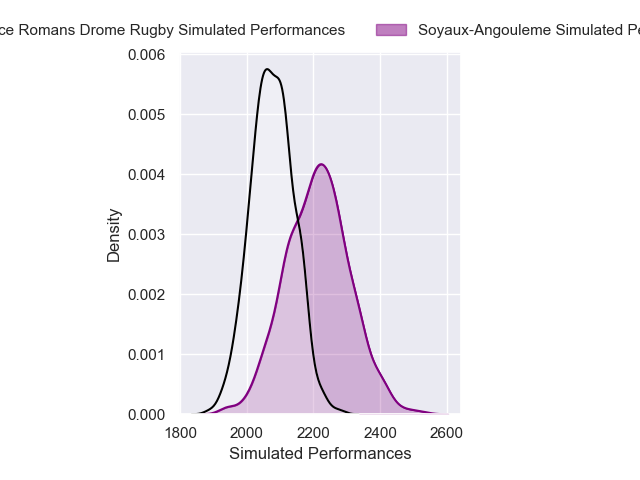 ce Romans Drome Rugby Simulated Performances Soyaux-Angouleme Simulated Pe
0.006
0.005
0.004
0.003
0.002
0.001
0.000
Density
1800 2000 2200 2400 2600
Simulated Performances